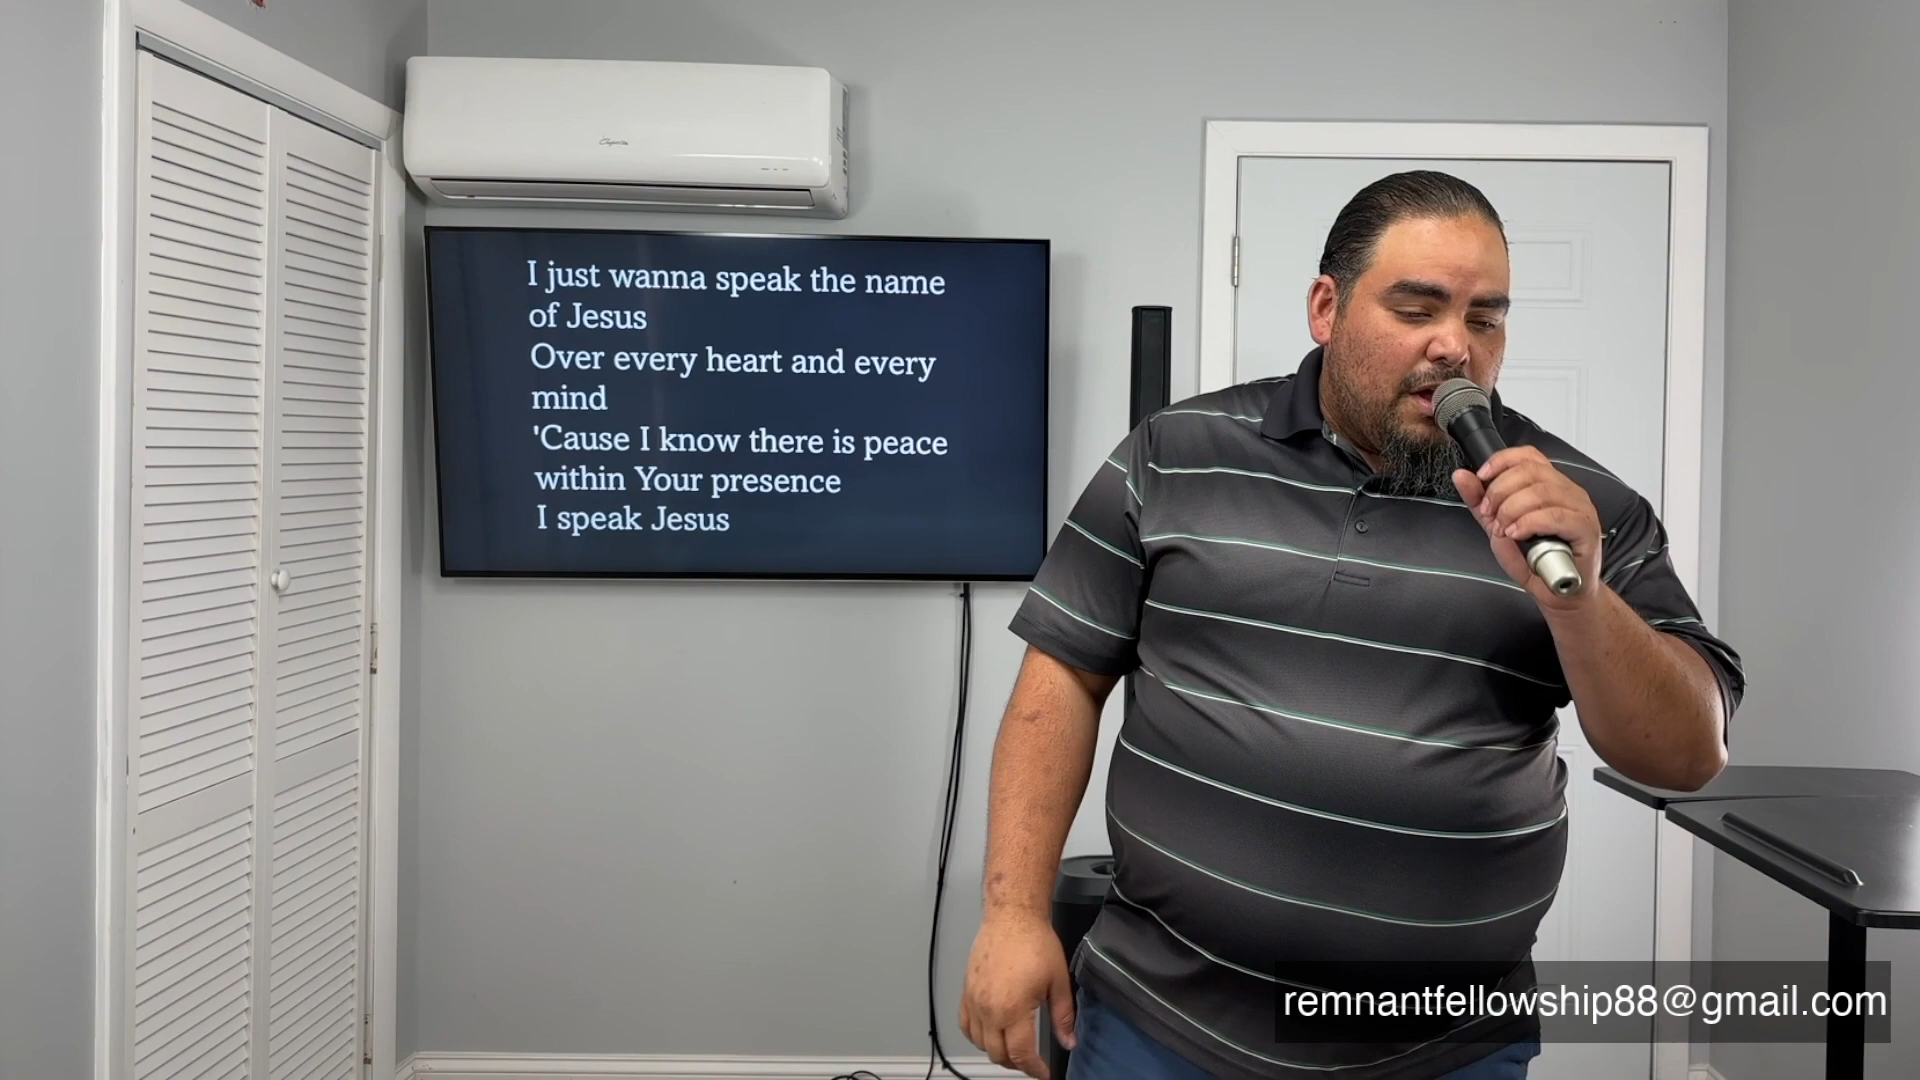 I just wanna speak the name
of Jesus
Over every heart and every
mind
'Cause I know there is peace
within Your presence
I speak Jesus
remnantfellowship88@gmail.com